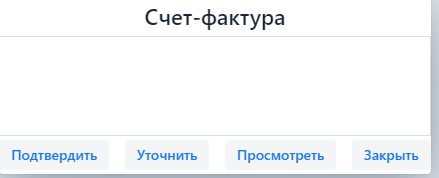 Счет-фактура
Подтвердить Уточнить Просмотреть Закрыть